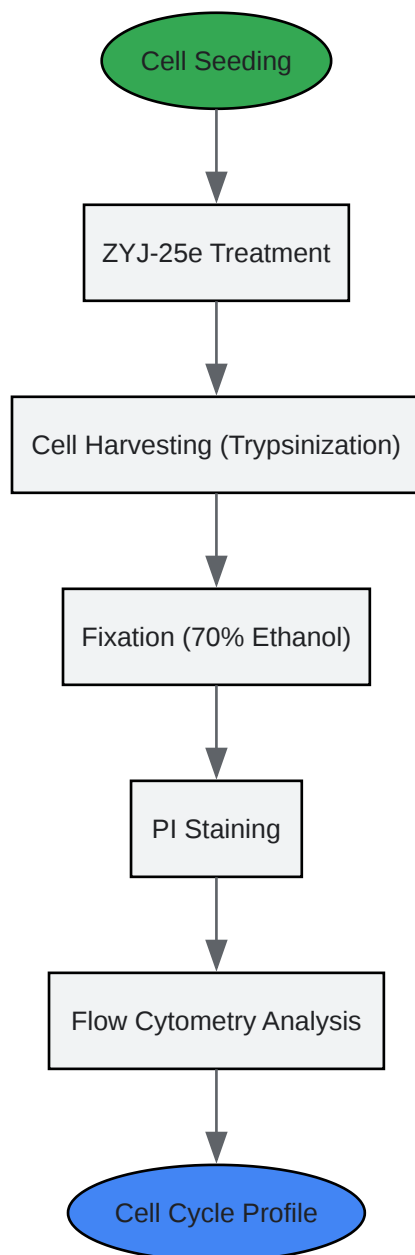 Cell Seeding
ZYJ-25e Treatment
Cell Harvesting (Trypsinization)
Fixation (70% Ethanol)
PI Staining
Flow Cytometry Analysis
Cell Cycle Profile